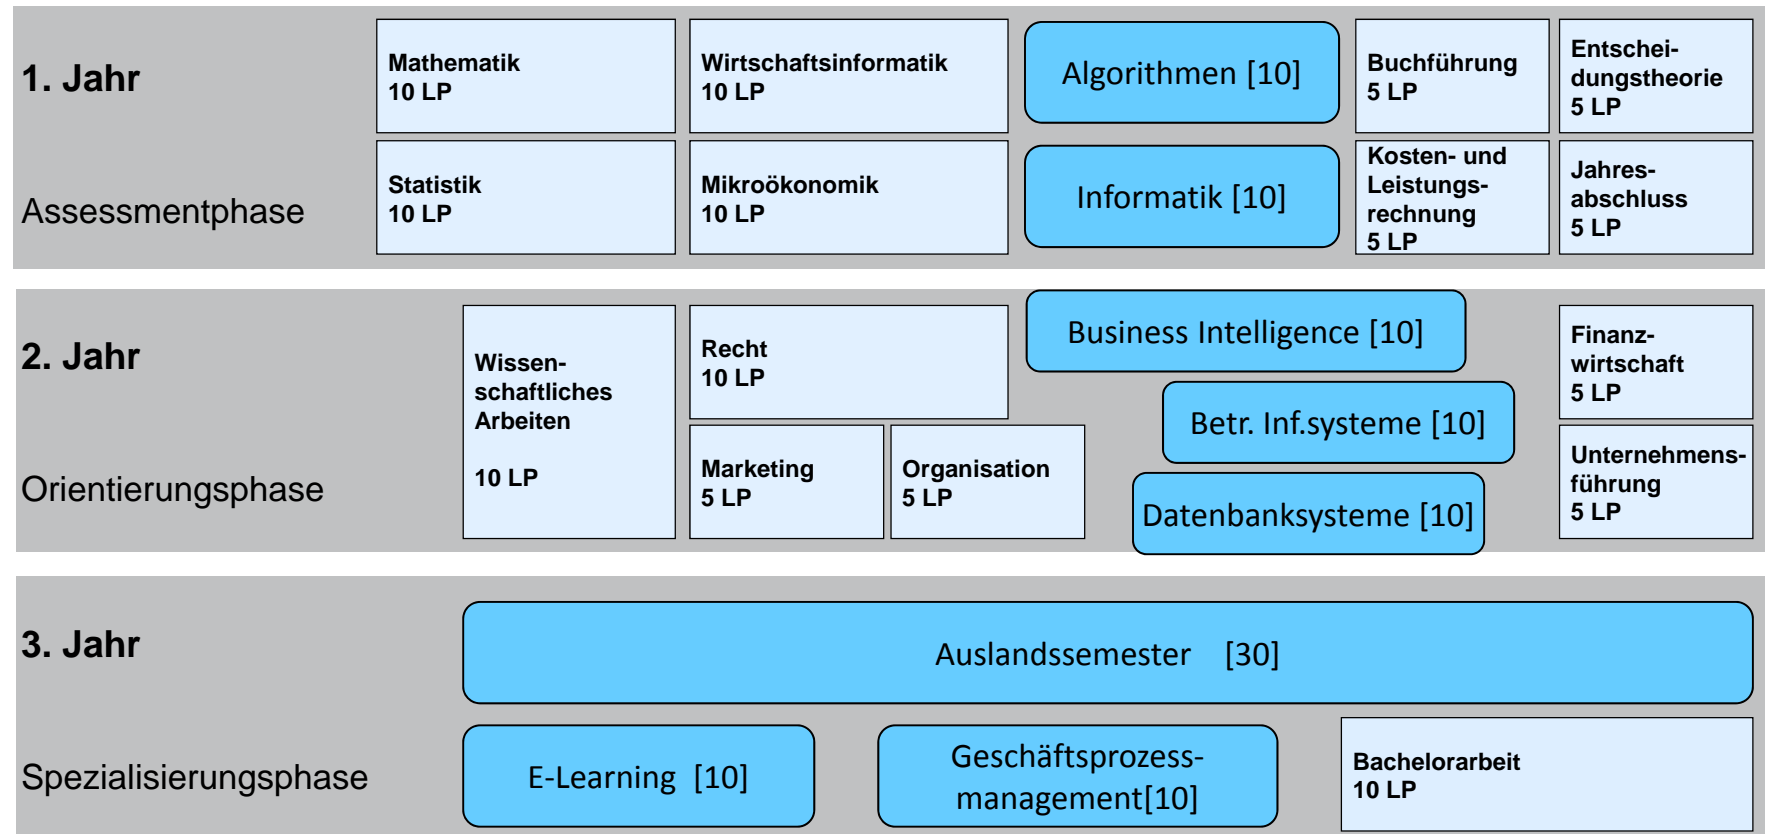 1. Jahr
Assessmentphase
Mathematik
10 LP
Wirtschaftsinformatik
10 LP
Algorithmen [10]
Buchführung
5 LP
Entschei-
dungstheorie
5 LP
Statistik
10 LP
Mikroökonomik
10 LP
Informatik [10]
Kosten- und
Leistungs-
rechnung
5 LP
Jahres-
abschluss
5 LP
2. Jahr
Orientierungsphase
Wissen-
schaftliches
Arbeiten
10 LP
Recht
10 LP
Business Intelligence [10]
Finanz-
wirtschaft
5 LP
Betr. Inf.systeme [10]
Marketing
5 LP
Organisation
5 LP
Datenbanksysteme [10]
Unternehmens-
führung
5 LP
3. Jahr
Spezialisierungsphase
Auslandssemester [30]
E-Learning [10]
Geschäftsprozess-
management[10]
Bachelorarbeit
10 LP